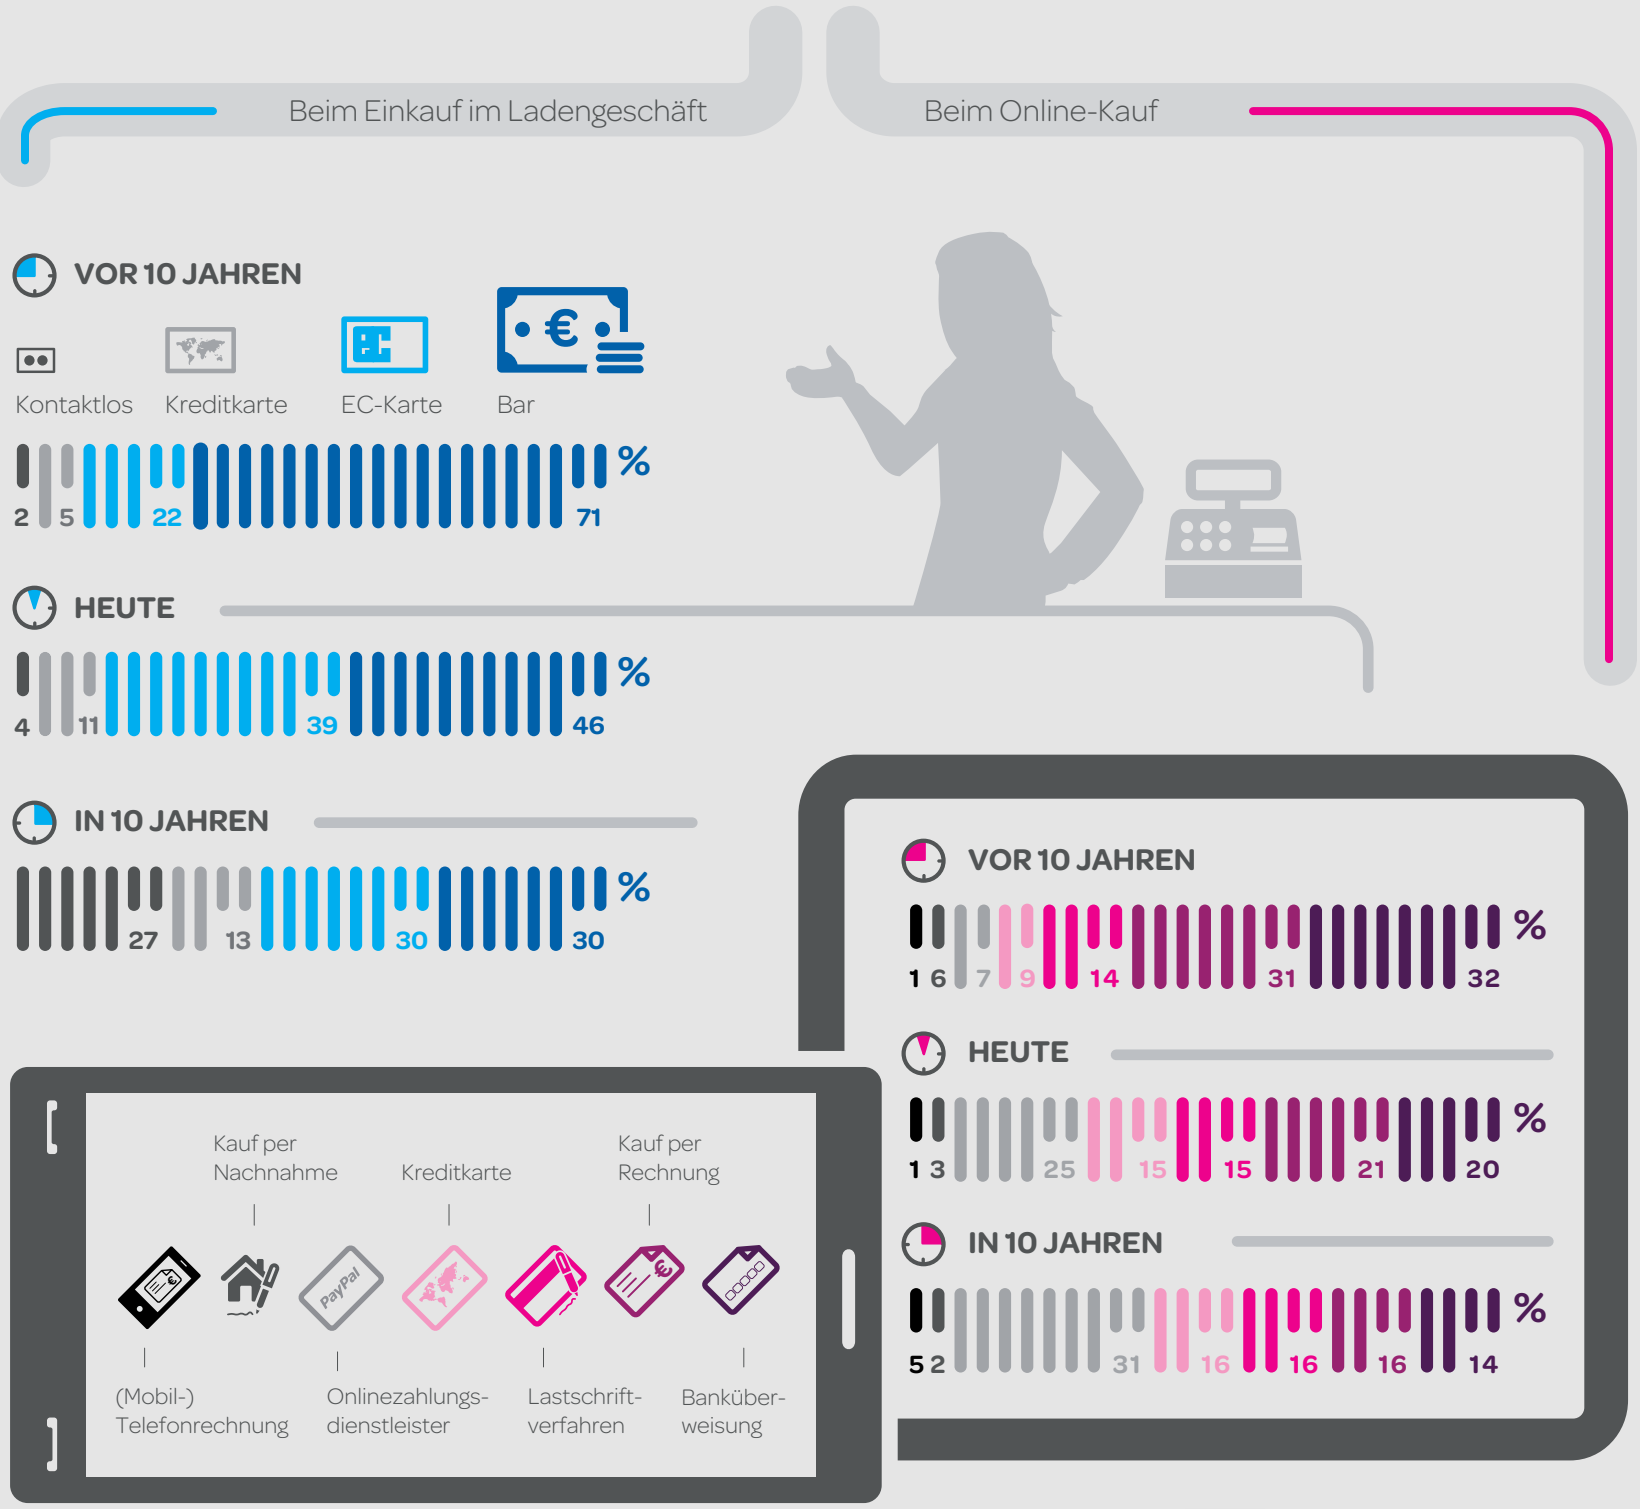 Beim Einkauf im Ladengeschäft
Beim Online-Kauf
VOR 10 JAHREN
EC
€
Kontaktlos Kreditkarte EC-Karte Bar
%
2 5 22 71
HEUTE
%
4 11 39 46
IN 10 JAHREN
%
27 13 30 30
VOR 10 JAHREN
%
1 6 7 9 14 31 32
HEUTE
%
1 3 25 15 15 21 20
IN 10 JAHREN
%
5 2 31 16 16 16 14
Kauf per
Nachnahme
Kreditkarte
Kauf per
Rechnung
€
PayPal
€
(Mobil-)
Telefonrechnung
Onlinezahlungs-
dienstleister
Lastschrift-
verfahren
Banküber-
weisung